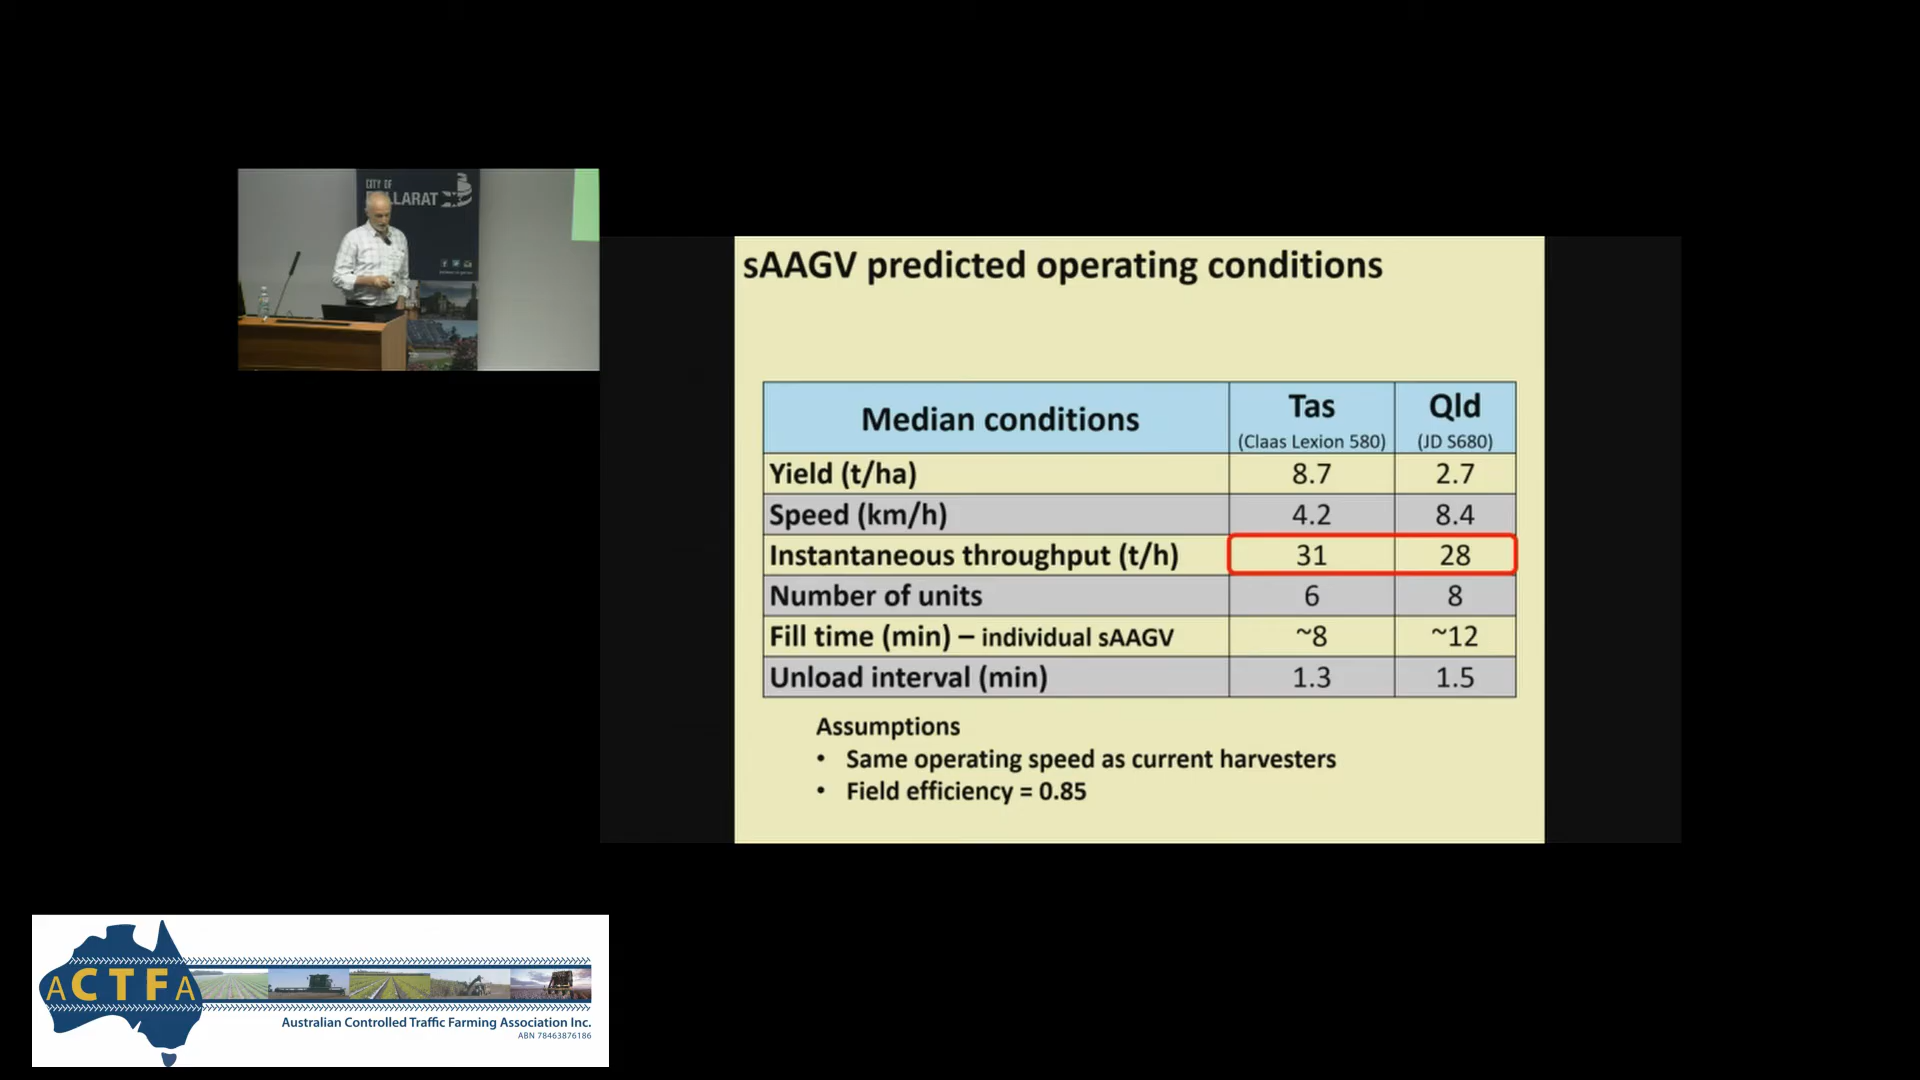 CITY OF
sAAGV predicted operating conditions
Median conditions Tas Qld
(Claas Lexion 580) (JD S680)
Yield (t/ha) 8.7 2.7
Speed (km/h) 4.2 8.4
Instantaneous throughput (t/h) 31 28
Number of units 6 8
Fill time (min) – individual sAAGV ~8 ~12
Unload interval (min) 1.3 1.5
Assumptions
• Same operating speed as current harvesters
• Field efficiency = 0.85
ACTFA
Australian Controlled Traffic Farming Association Inc.
ABN 78463876186